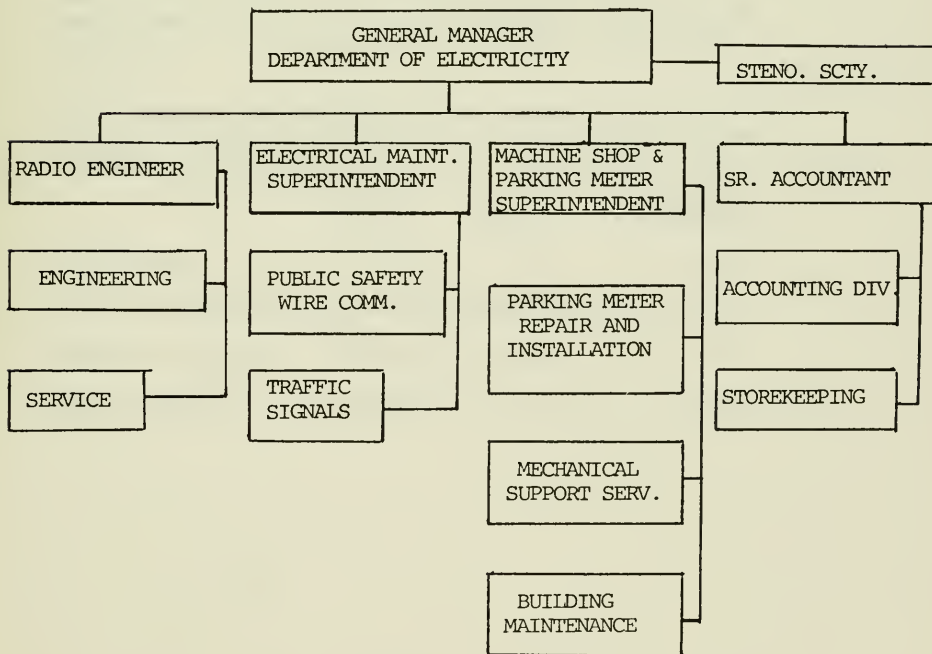 GENERAL MANAGER
DEPARTMENT OF ELECTRICITY
STENO. SCTY.
RADIO ENGINEER
ELECTRICAL MAINT.
SUPERINTENDENT
MACHINE SHOP &
PARKING METER
SUPERINTENDENT
SR. ACCOUNTANT
ENGINEERING
PUBLIC SAFETY
WIRE COMM.
PARKING METER
REPAIR AND
INSTALLATION
ACCOUNTING DIV.
SERVICE
TRAFFIC
SIGNALS
STOREKEEPING
MECHANICAL
SUPPORT SERV.
BUILDING
MAINTENANCE